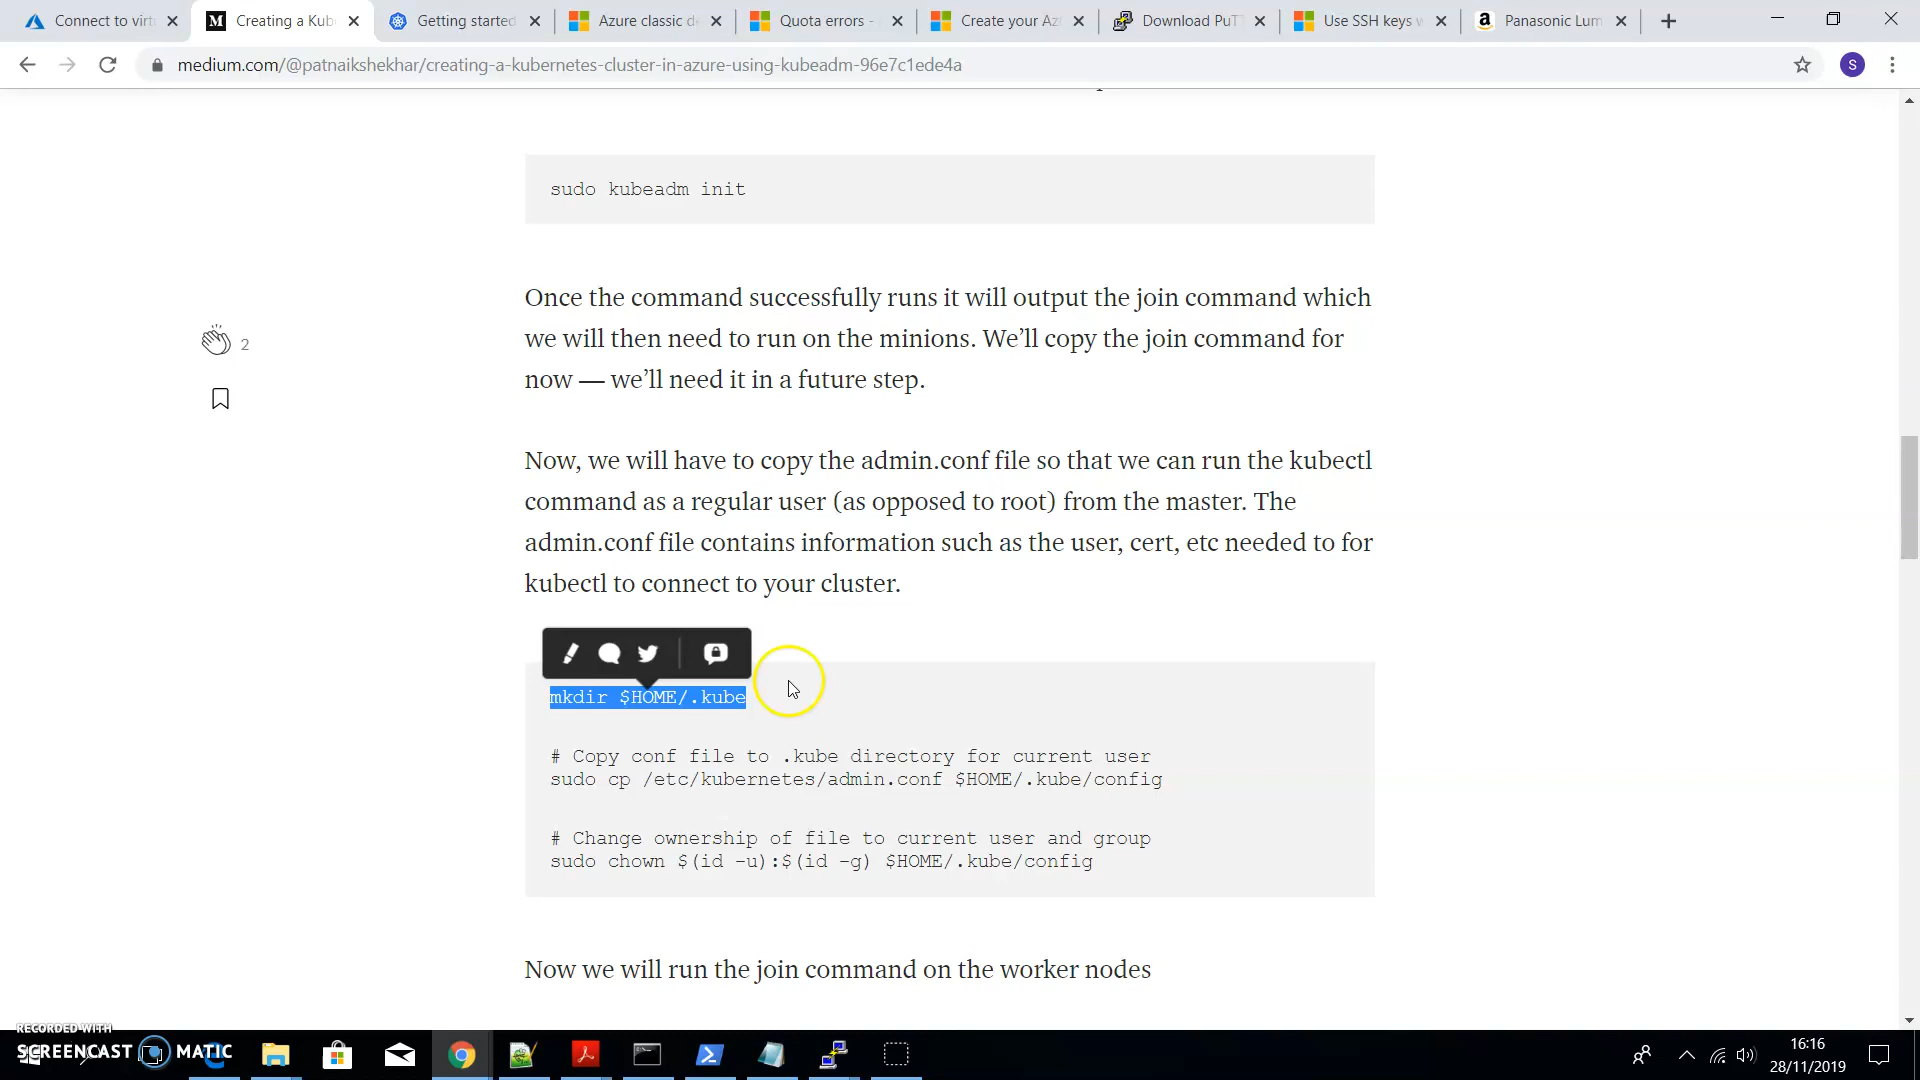 Connect to virtu
Creating a Kub
Getting started
Azure classic de
Quota errors -
Create your Az
Download PuTT
Use SSH keys w
Panasonic Lum
medium.com/@patnaikshekhar/creating-a-kubernetes-cluster-in-azure-using-kubeadm-96e7c1ede4a
S
sudo kubeadm init
Once the command successfully runs it will output the join command which
we will then need to run on the minions. We’ll copy the join command for
now — we’ll need it in a future step.
2
Now, we will have to copy the admin.conf file so that we can run the kubectl
command as a regular user (as opposed to root) from the master. The
admin.conf file contains information such as the user, cert, etc needed to for
kubectl to connect to your cluster.
mkdir $HOME/.kube
# Copy conf file to .kube directory for current user
sudo cp /etc/kubernetes/admin.conf $HOME/.kube/config
# Change ownership of file to current user and group
sudo chown $(id -u):$(id -g) $HOME/.kube/config
Now we will run the join command on the worker nodes
RECORDED WITH
SCREENCAST MATIC
16:16
28/11/2019